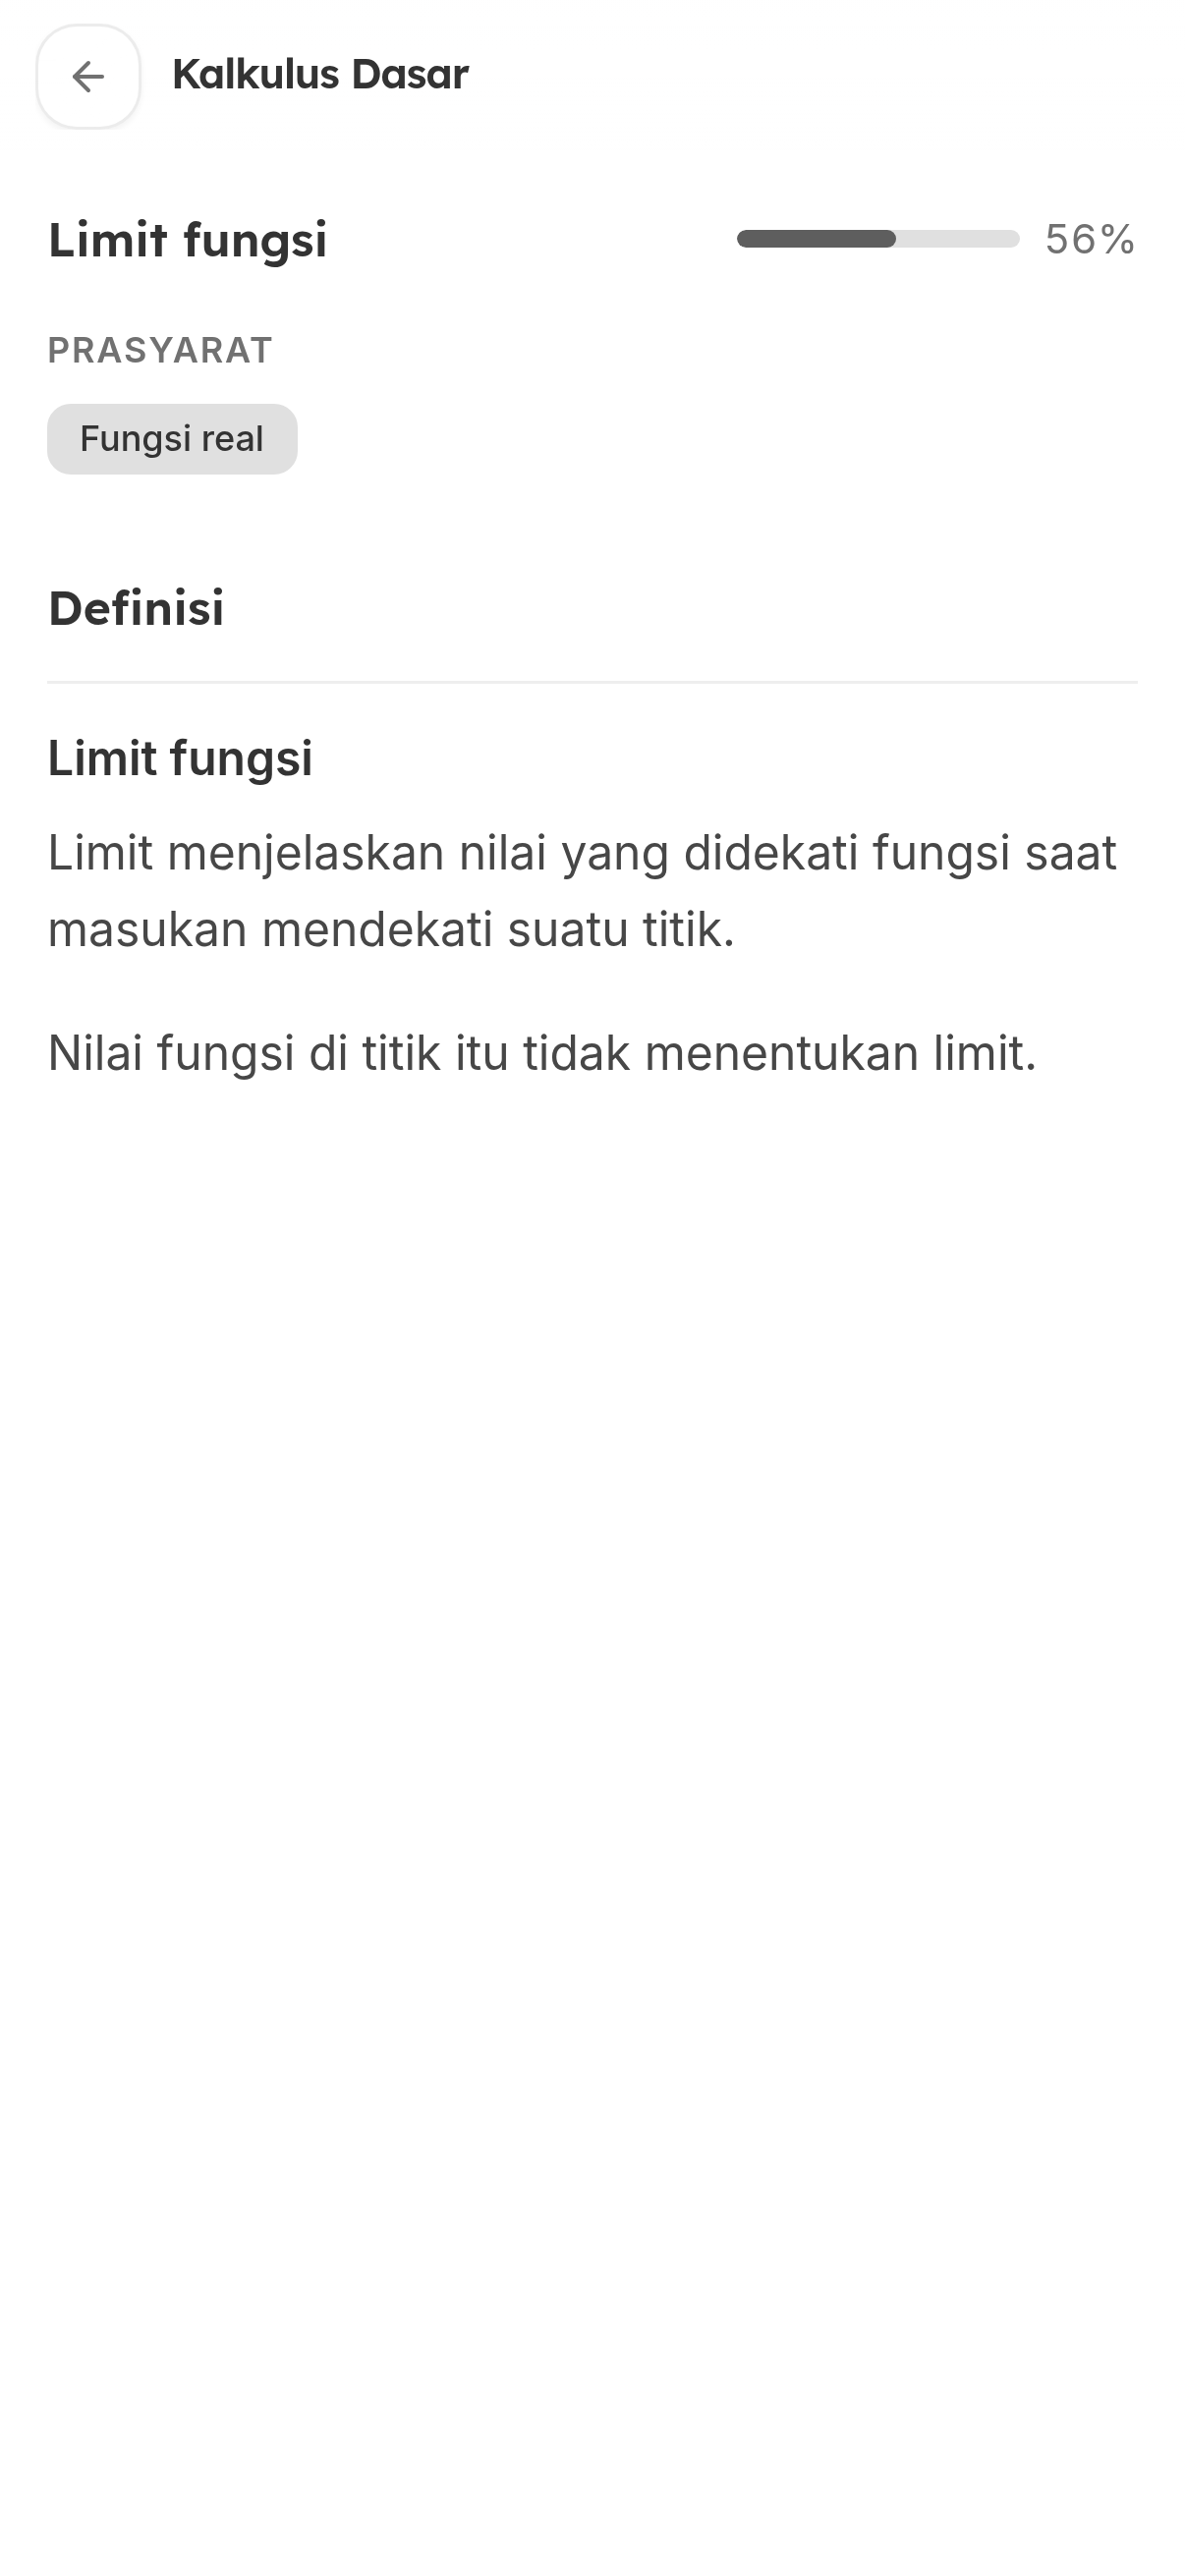 Kalkulus Dasar
Limit fungsi
56%
PRASYARAT
Fungsi real
Definisi
Limit fungsi
Limit menjelaskan nilai yang didekati fungsi saat
masukan mendekati suatu titik.
Nilai fungsi di titik itu tidak menentukan limit.